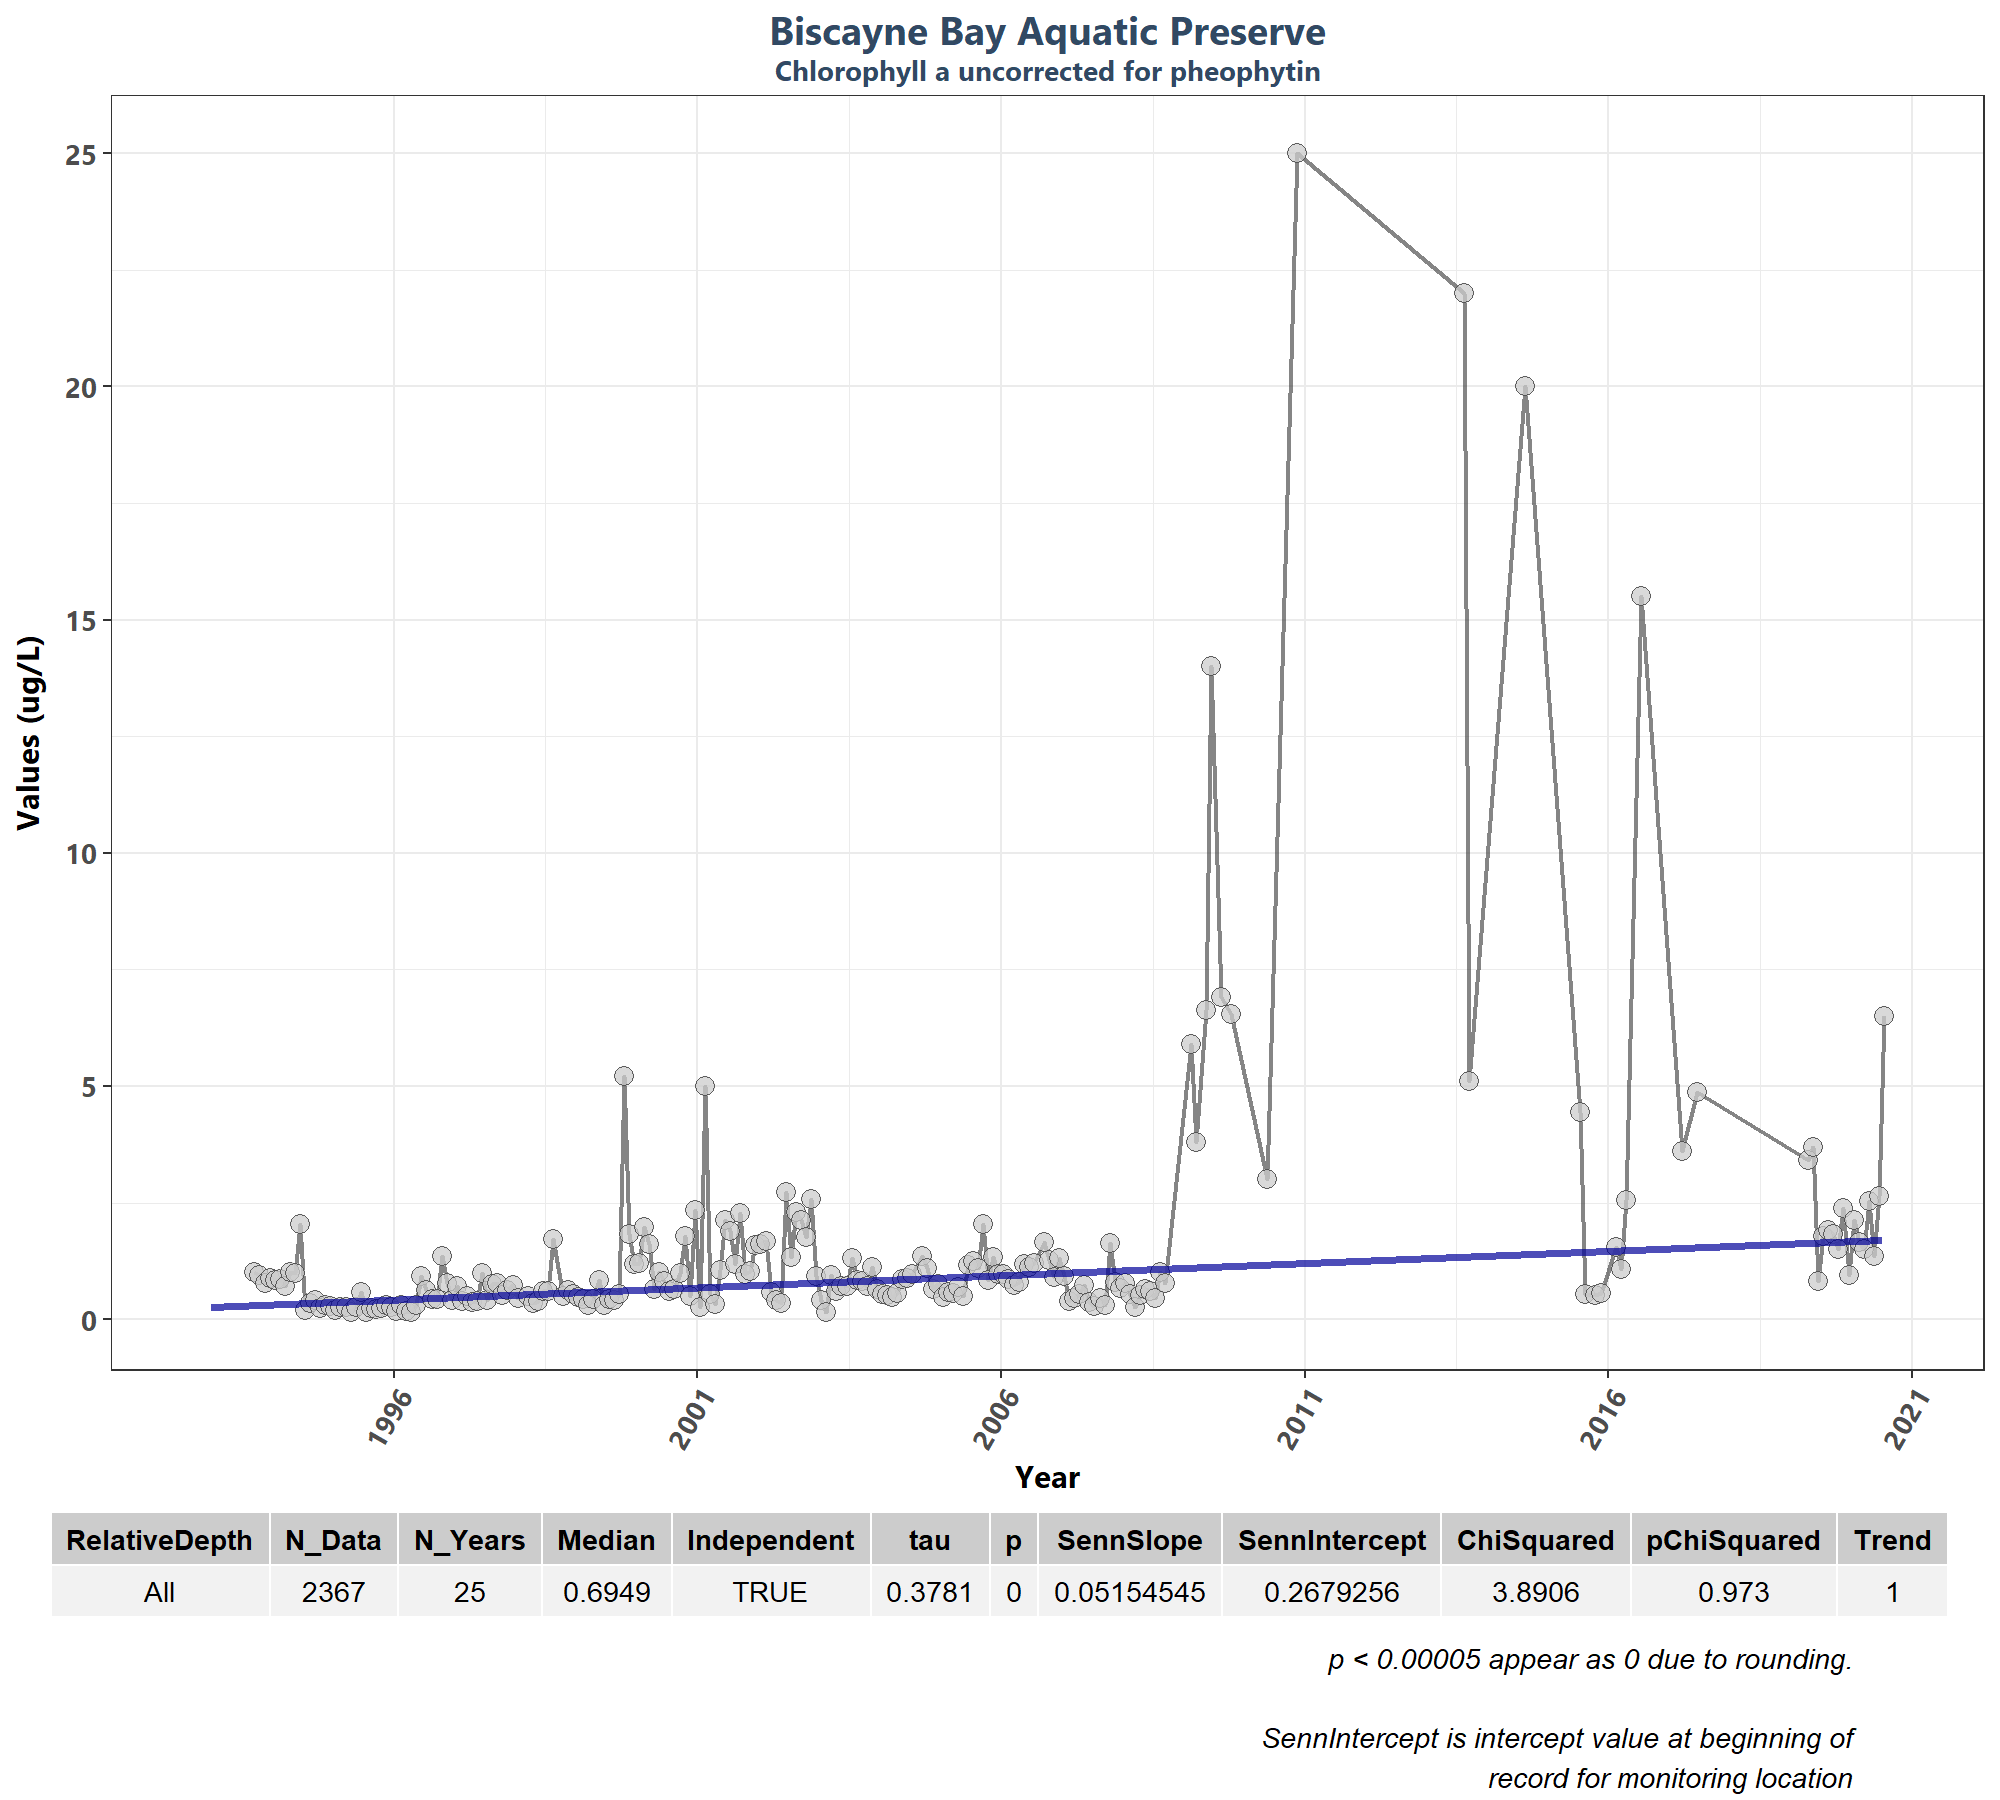 Biscayne Bay Aquatic Preserve
Chlorophyll a uncorrected for pheophytin
Values (ug/L)
25
20
15
10
5
0
1996 2001 2006 2011 2016 2021
Year
RelativeDepth N_Data N_Years Median Independent tau p SennSlope SennIntercept ChiSquared pChiSquared Trend
All 2367 25 0.6949 TRUE 0.3781 0 0.05154545 0.2679256 3.8906 0.973 1
p < 0.00005 appear as 0 due to rounding.
SennIntercept is intercept value at beginning of
record for monitoring location